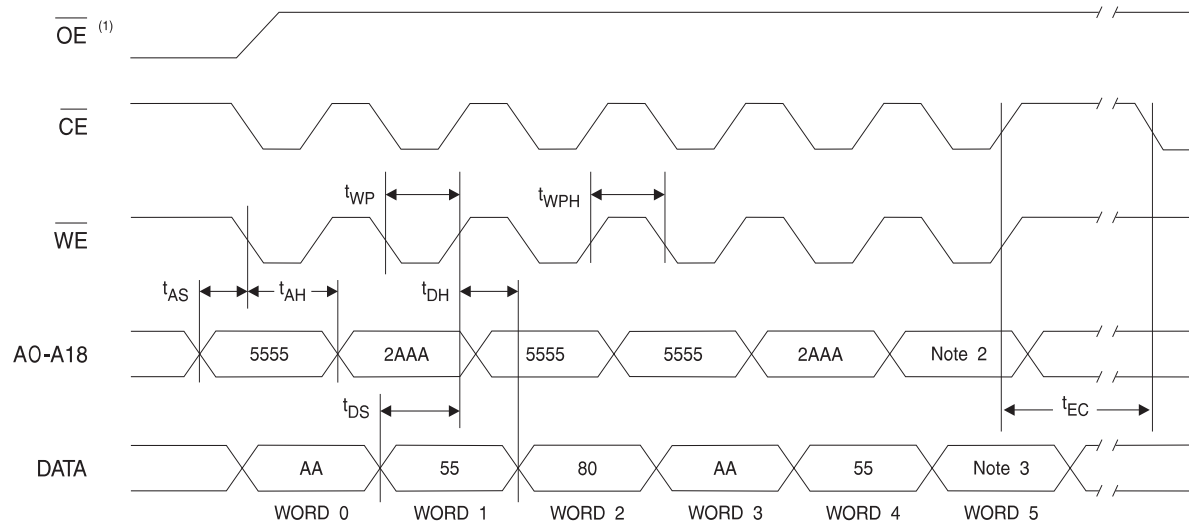 OE (1)
CE
tWP
tWPH
WE
tAS
tAH
tDH
A0-A18
5555
2AAA
5555
5555
2AAA
Note 2
tDS
tEC
DATA
AA
55
80
AA
55
Note 3
WORD 0
WORD 1
WORD 2
WORD 3
WORD 4
WORD 5